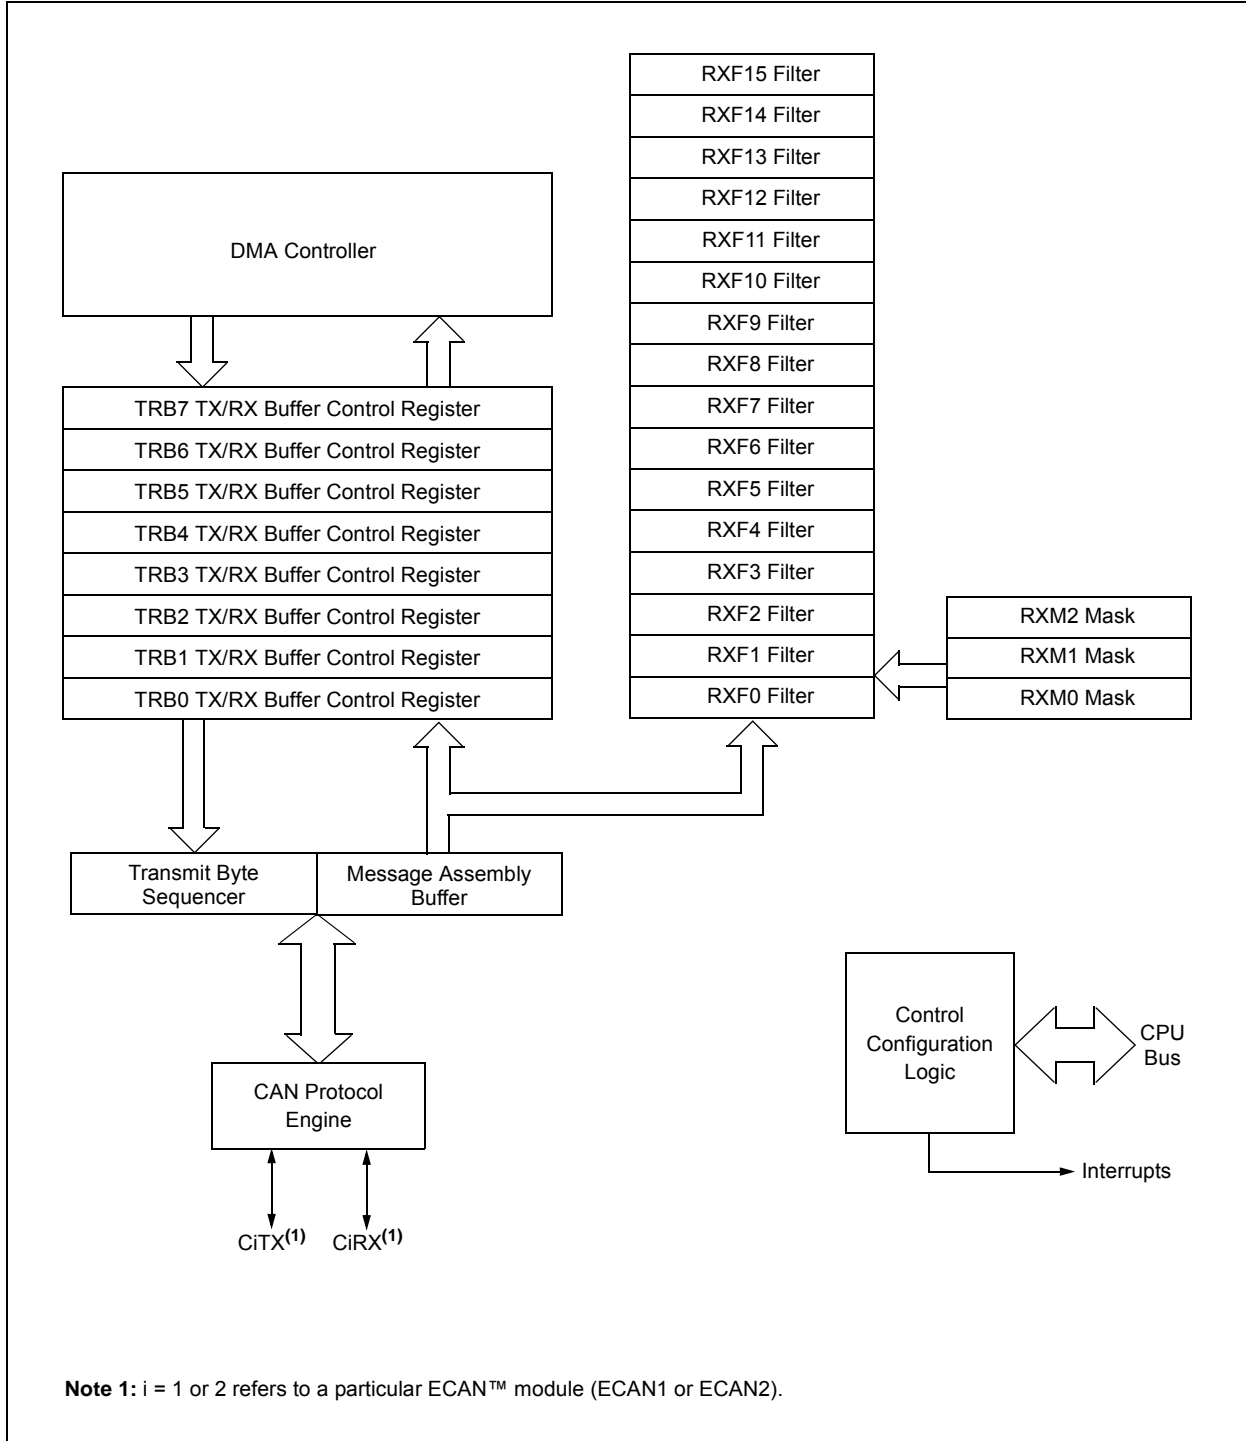 RXF15 Filter
RXF14 Filter
RXF13 Filter
RXF12 Filter
RXF11 Filter
RXF10 Filter
RXF9 Filter
RXF8 Filter
RXF7 Filter
RXF6 Filter
RXF5 Filter
RXF4 Filter
RXF3 Filter
RXF2 Filter
RXF1 Filter
RXF0 Filter
DMA Controller
TRB7 TX/RX Buffer Control Register
TRB6 TX/RX Buffer Control Register
TRB5 TX/RX Buffer Control Register
TRB4 TX/RX Buffer Control Register
TRB3 TX/RX Buffer Control Register
TRB2 TX/RX Buffer Control Register
TRB1 TX/RX Buffer Control Register
TRB0 TX/RX Buffer Control Register
RXM2 Mask
RXM1 Mask
RXM0 Mask
Transmit Byte
Sequencer
Message Assembly
Buffer
Control
Configuration
Logic
CPU
Bus
CAN Protocol
Engine
Interrupts
CiTX(1)
CiRX(1)
Note 1: i = 1 or 2 refers to a particular ECAN™ module (ECAN1 or ECAN2).